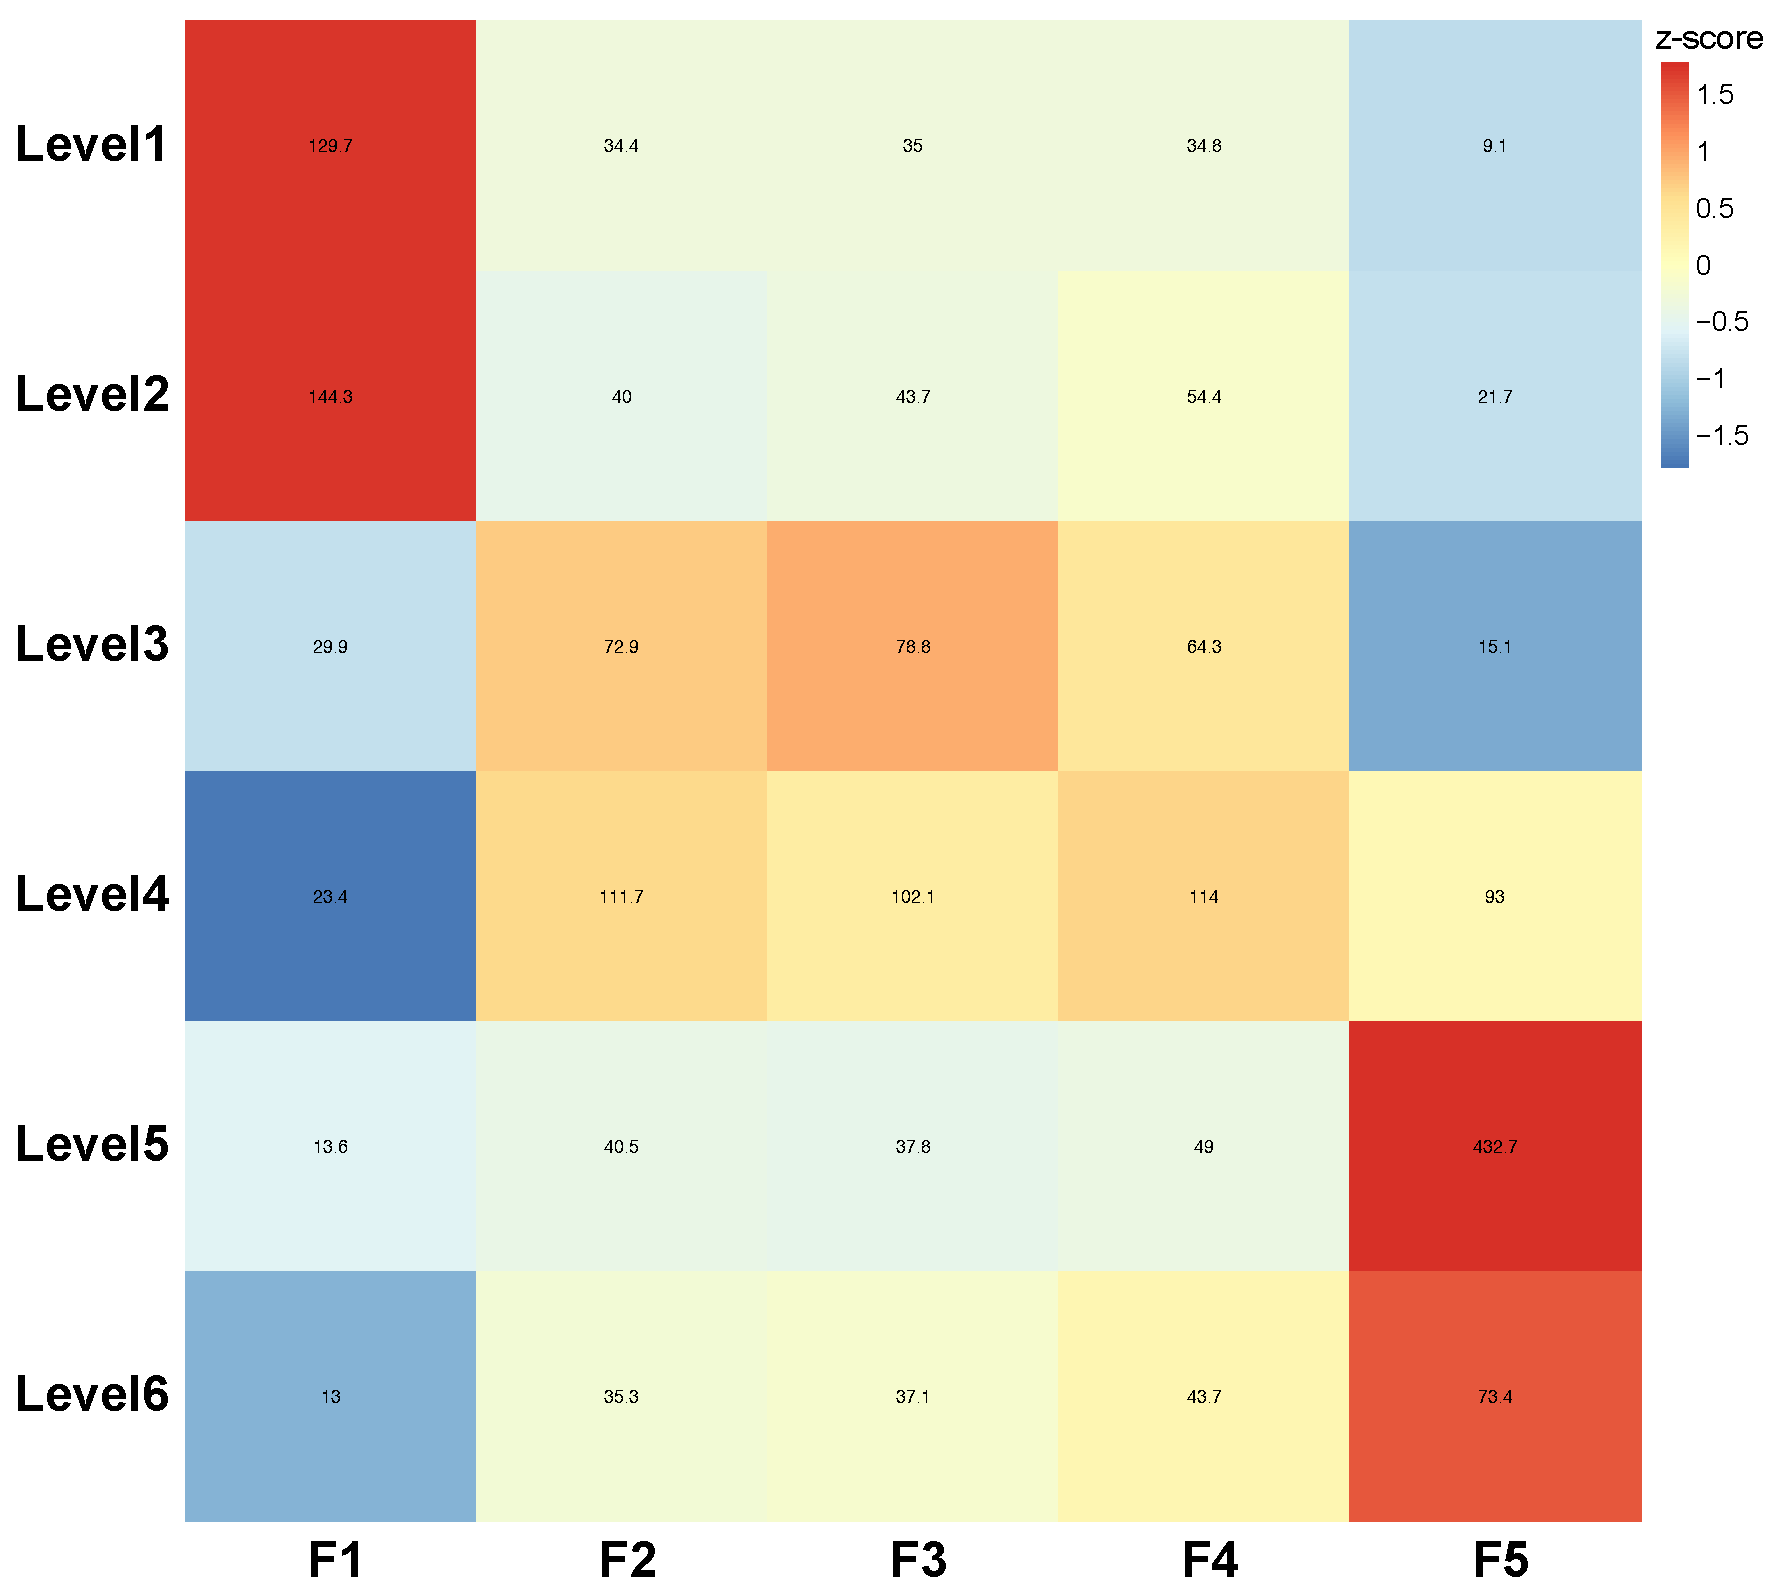 z-score
1.5
1
0.5
0
−0.5
−1
−1.5
Level1 129.7 34.4 35 34.8 9.1
Level2 144.3 40 43.7 54.4 21.7
Level3 29.9 72.9 78.8 64.3 15.1
Level4 23.4 111.7 102.1 114 93
Level5 13.6 40.5 37.8 49 432.7
Level6 13 35.3 37.1 43.7 73.4
F1 F2 F3 F4 F5